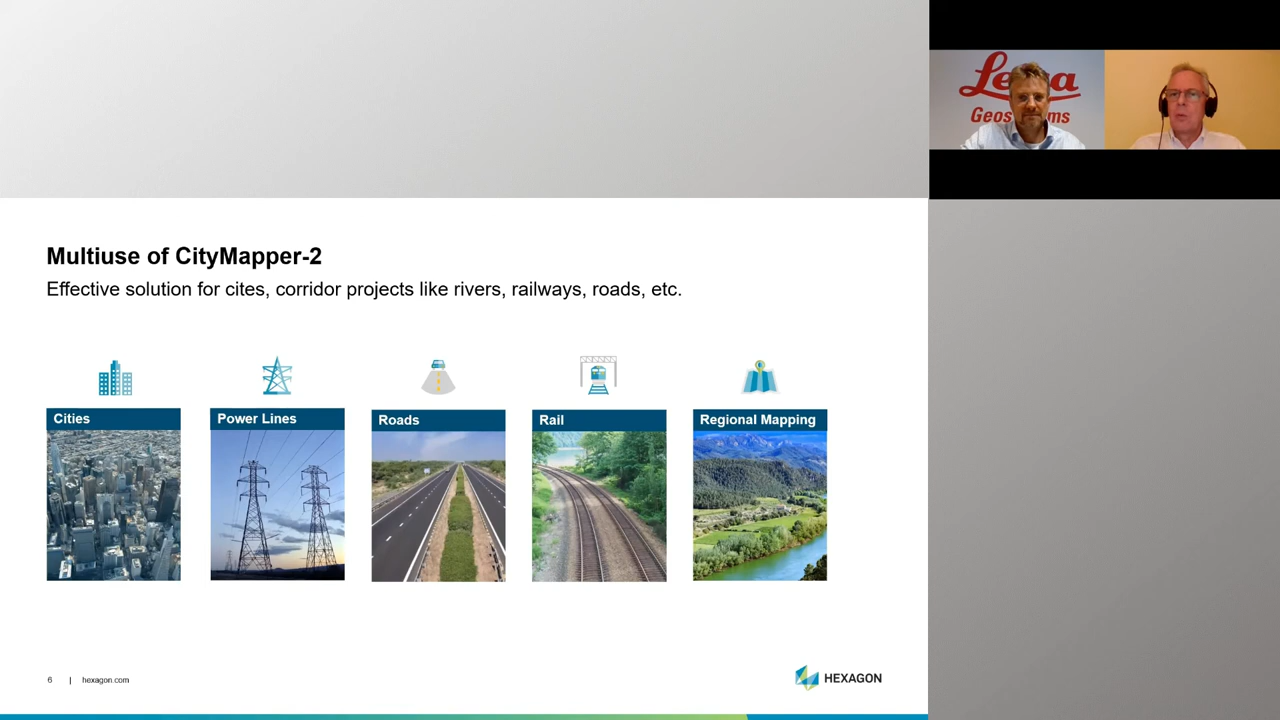 Multiuse of CityMapper-2
Effective solution for cites, corridor projects like rivers, railways, roads, etc.
Cities
Power Lines
Roads
Rail
Regional Mapping
6 | hexagon.com
HEXAGON